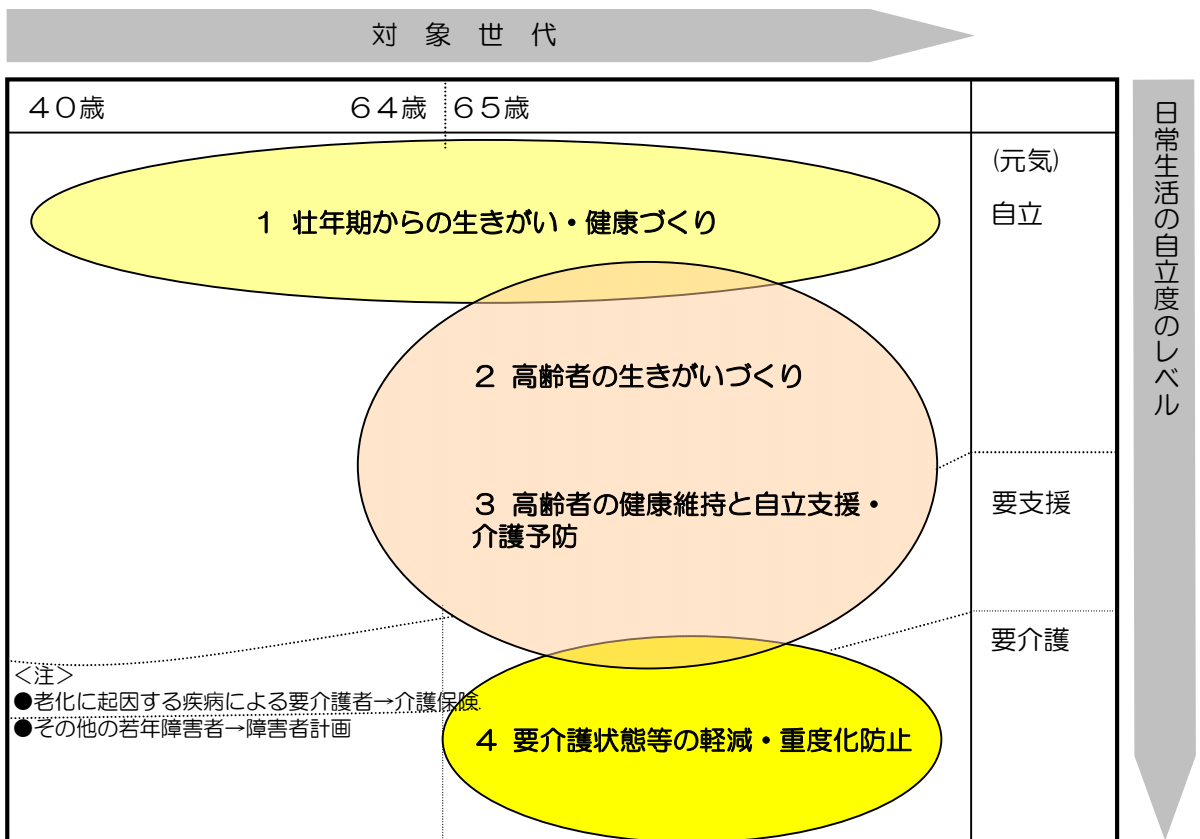 対 象 世 代
40歳 64歳 65歳
日常生活の自立度のレベル
(元気)
自立
1 壮年期からの生きがい・健康づくり
2 高齢者の生きがいづくり
3 高齢者の健康維持と自立支援・
介護予防
要支援
要介護
<注>
●老化に起因する疾病による要介護者→介護保険
●その他の若年障害者→障害者計画
4 要介護状態等の軽減・重度化防止